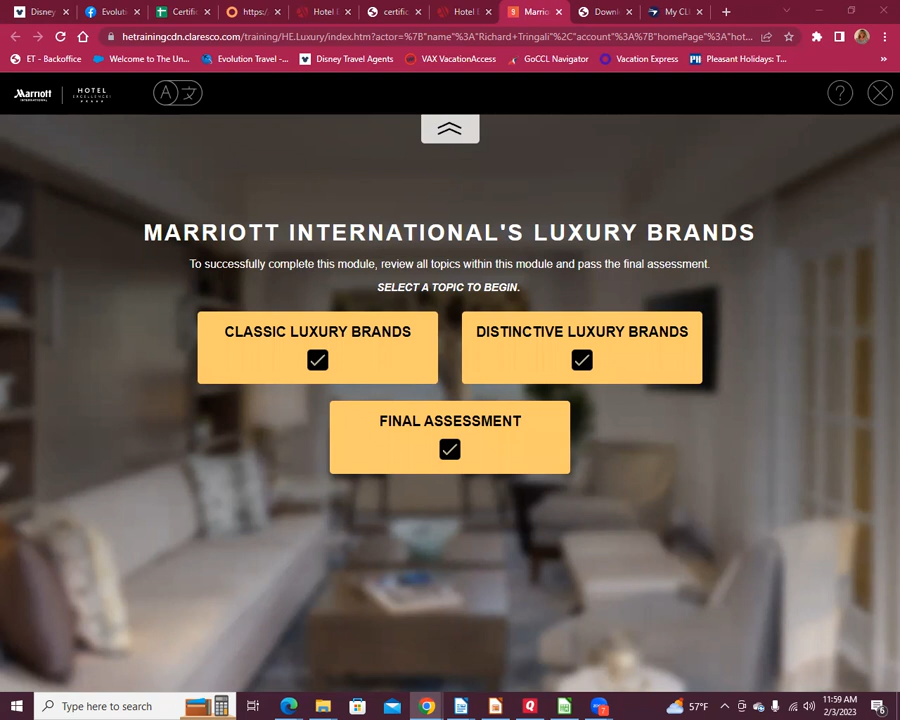 Disney
Evolutio
Certific
https:/
Hotel
certific
Hotel
Marrio
Downl
My CL
hetrainingcdn.claresco.com/training/HE.Luxury/index.htm?actor=%7B"name"%3A"Richard+Tringali"%2C"account"%3A%7B"homePage"%3A"hot...
ET - Backoffice
Welcome to The Un...
Evolution Travel -...
Disney Travel Agents
VAX VacationAccess
GoCCL Navigator
Vacation Express
Pleasant Holidays: T...
»
Marriott
INTERNATIONAL
HOTEL
EXCELLENCE!
A 文
?
MARRIOTT INTERNATIONAL'S LUXURY BRANDS
To successfully complete this module, review all topics within this module and pass the final assessment.
SELECT A TOPIC TO BEGIN.
CLASSIC LUXURY BRANDS
DISTINCTIVE LUXURY BRANDS
FINAL ASSESSMENT
Type here to search
57°F
11:59 AM
2/3/2023
6